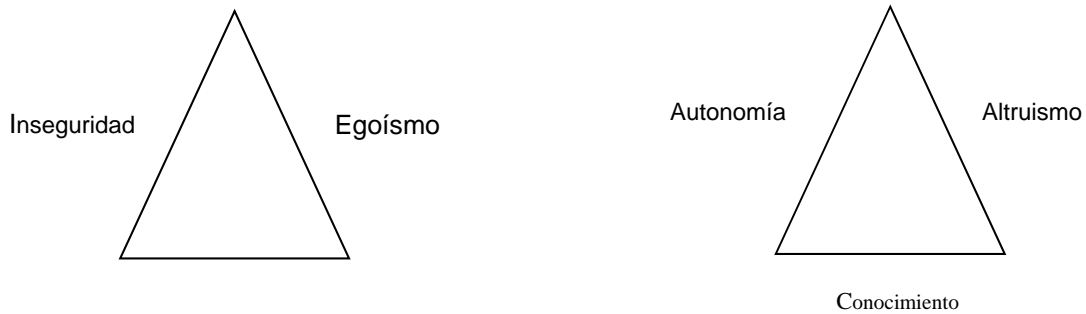 Inseguridad
Egoísmo
Autonomía
Altruismo
Conocimiento